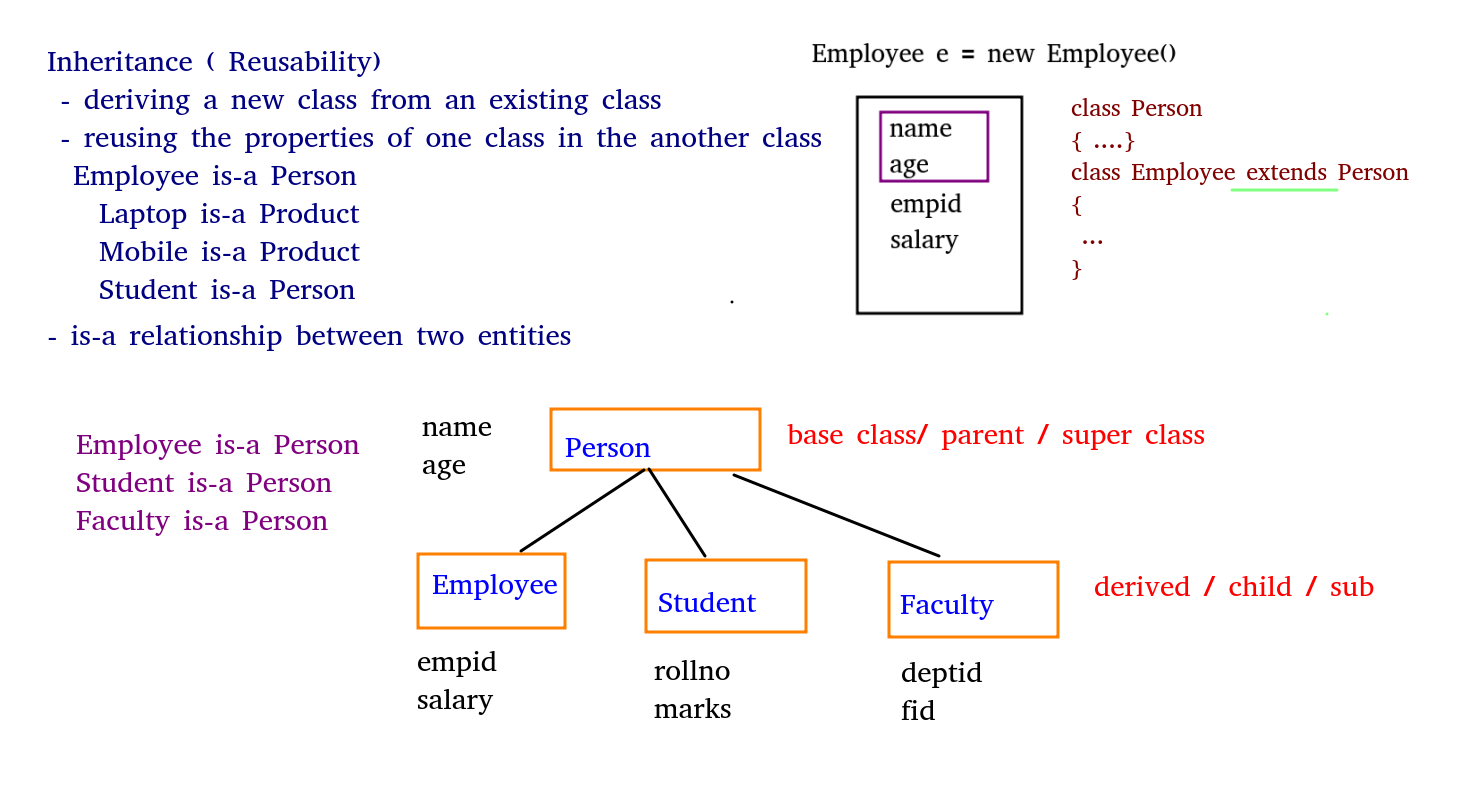 Inheritance ( Reusability)
- deriving a new class from an existing class
- reusing the properties of one class in the another class
Employee is-a Person
Laptop is-a Product
Mobile is-a Product
Student is-a Person
- is-a relationship between two entities
Employee e = new Employee()
name
age
empid
salary
class Person
{ ....}
class Employee extends Person
{
...
}
Employee is-a Person
Student is-a Person
Faculty is-a Person
name
age
Person
base class/ parent / super class
Employee
Student
Faculty
derived / child / sub
empid
salary
rollno
marks
deptid
fid